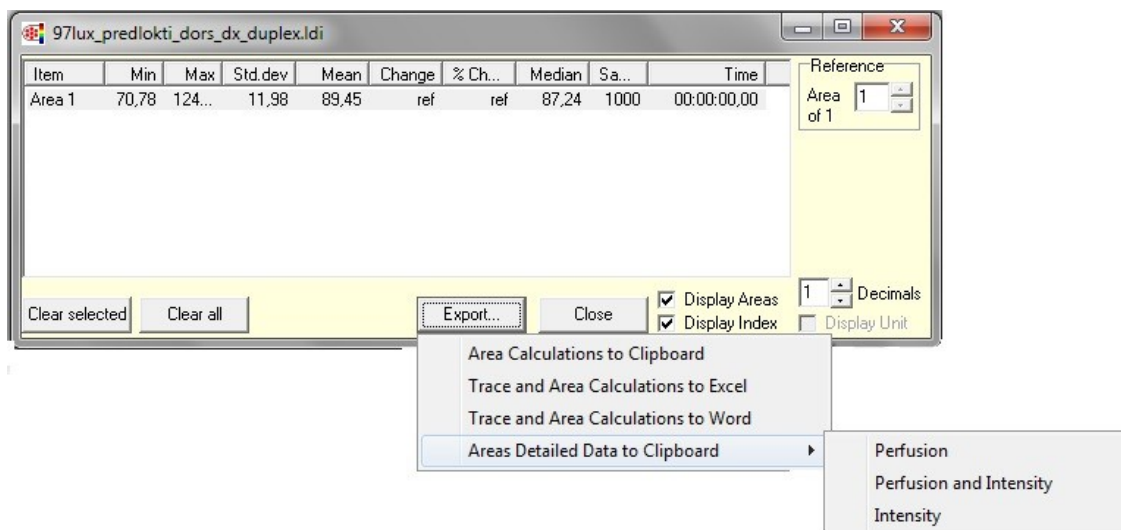 97lux_predlokti_dors_dx_duplex.ldi
Item Min Max Std.dev Mean Change % Ch... Median Sa... Time
Area 1 70,78 124... 11,98 89,45 ref ref 87,24 1000 00:00:00,00
Reference
Area of 1 1
Clear selected Clear all Export... Close
Display Areas
Display Index
1 Decimals
Display Unit
Area Calculations to Clipboard
Trace and Area Calculations to Excel
Trace and Area Calculations to Word
Areas Detailed Data to Clipboard
Perfusion
Perfusion and Intensity
Intensity